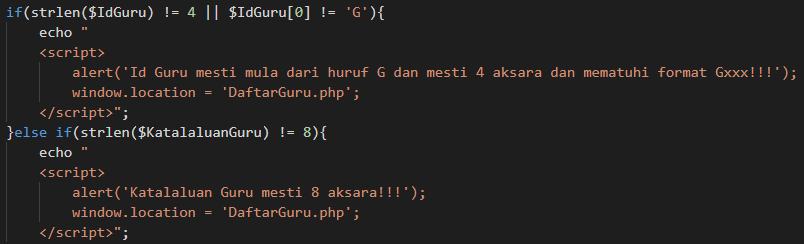 if(strlen($IdGuru) != 4 || $IdGuru[0] != 'G'){
echo "
<script>
alert('Id Guru mesti mula dari huruf G dan mesti 4 aksara dan mematuhi format Gxxx!!!');
window.location = 'DaftarGuru.php';
</script>";
}else if(strlen($KatalaluanGuru) != 8){
echo "
<script>
alert('Katalaluan Guru mesti 8 aksara!!!');
window.location = 'DaftarGuru.php';
</script>";